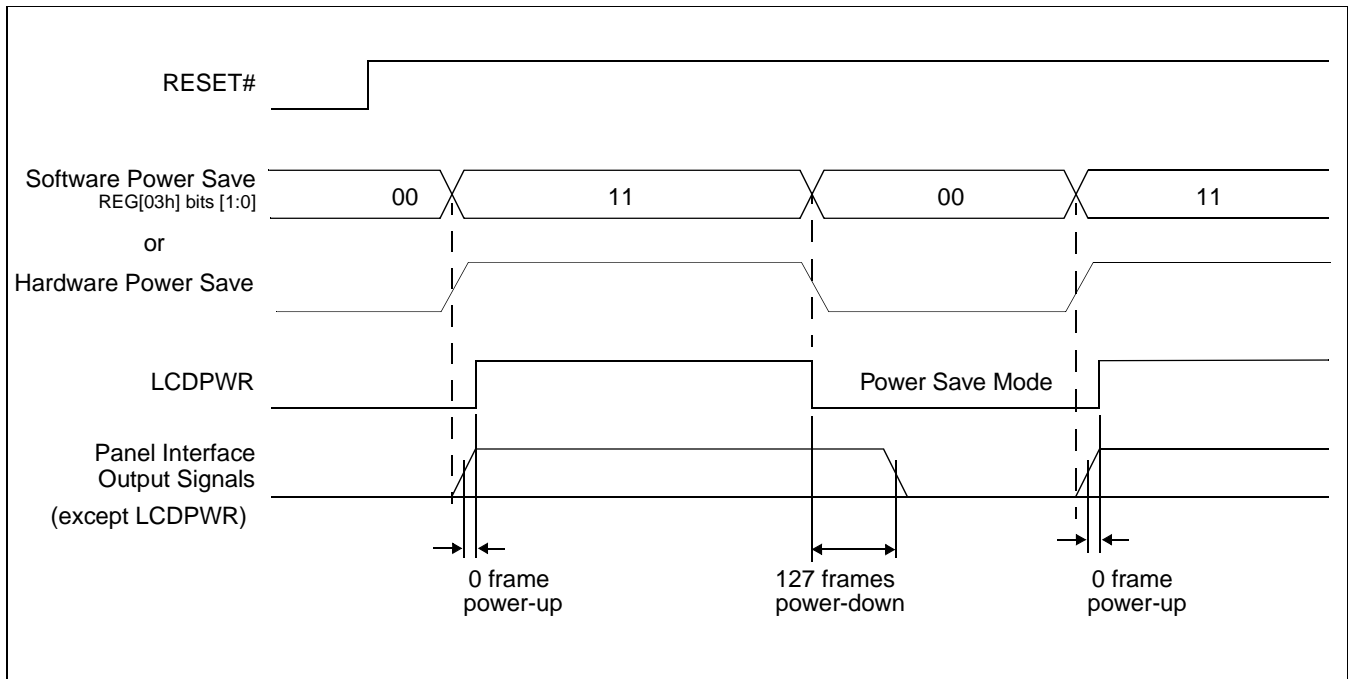 RESET#
Software Power Save
REG[03h] bits [1:0]
00
11
00
11
or
Hardware Power Save
LCDPWR
Power Save Mode
Panel Interface
Output Signals
(except LCDPWR)
0 frame
power-up
127 frames
power-down
0 frame
power-up